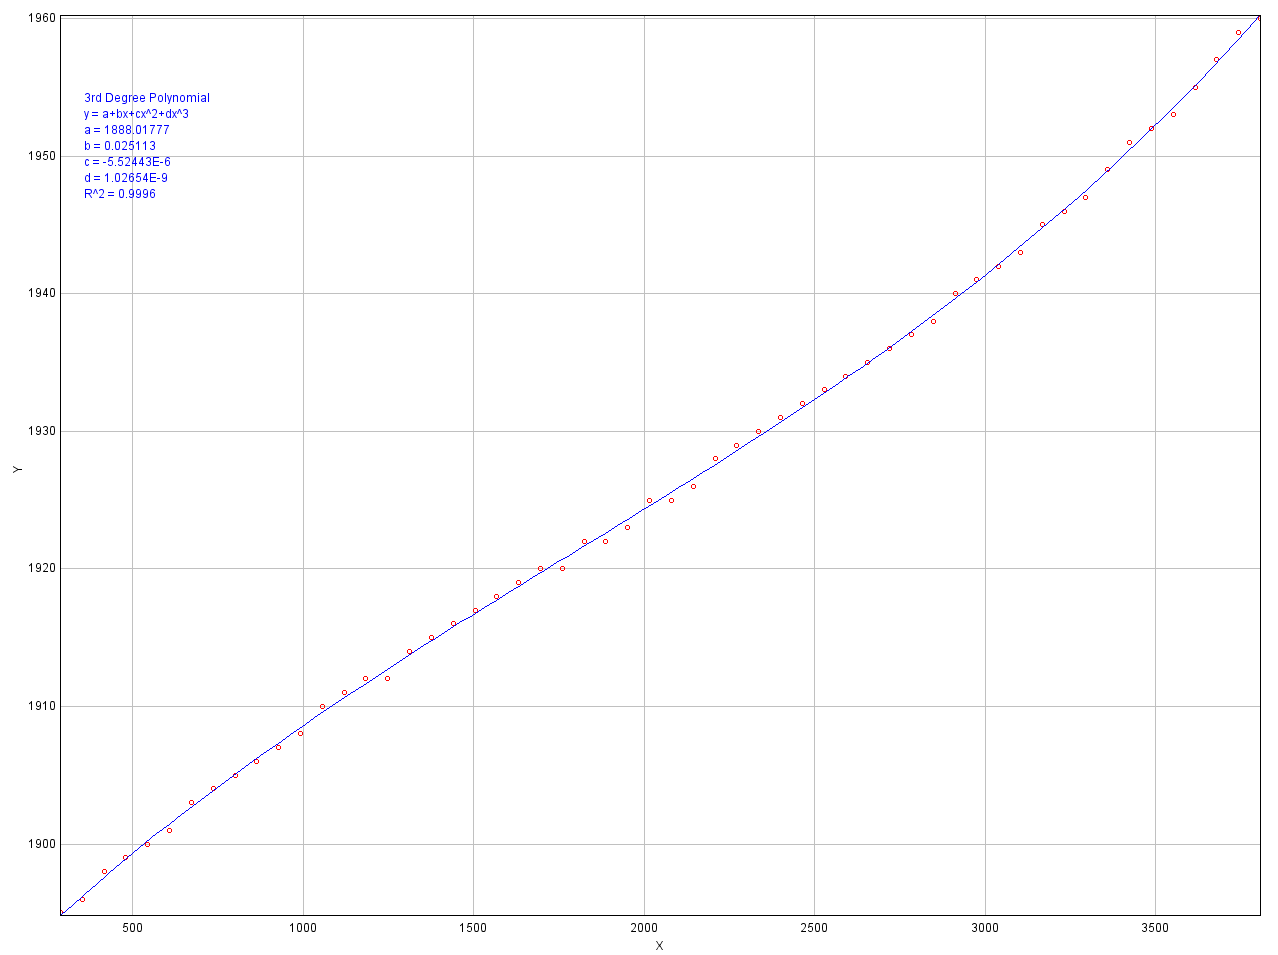 1960
3rd Degree Polynomial
y = a+bx+cx^2+dx^3
a = 1888.01777
b = 0.025113
c = -5.52443E-6
d = 1.02654E-9
R^2 = 0.9996
1950
1940
1930
Y
1920
1910
1900
500 1000 1500 2000 2500 3000 3500
X